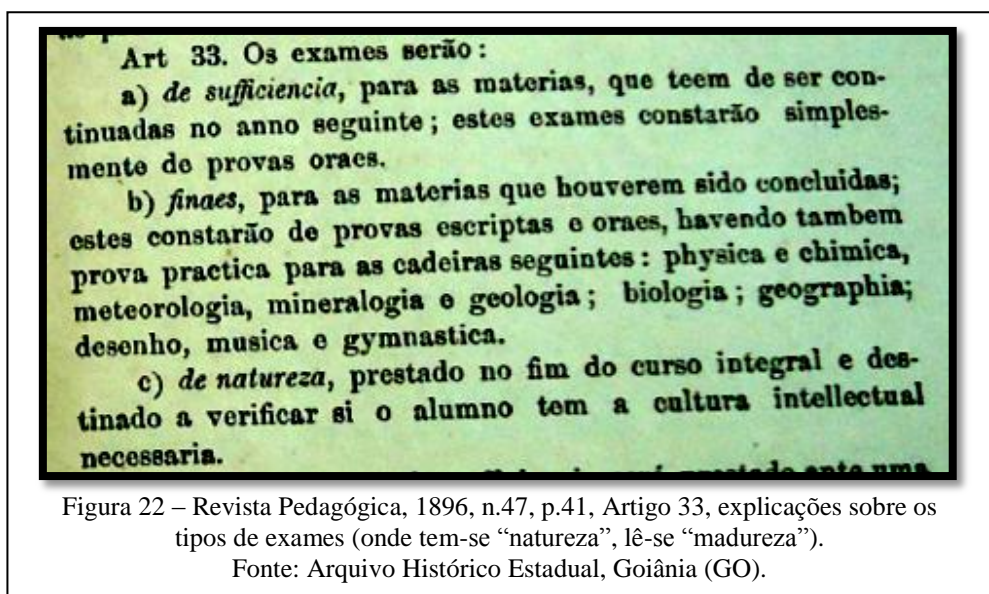 Art 33. Os exames serão :
a) de sufficiencia, para as materias, que teem de ser con-
tinuadas no anno seguinte ; estes exames constarão simples-
mente de provas oraes.
b) finaes, para as materias que houverem sido concluidas;
estes constarão de provas escriptas e oraes, havendo tambem
prova practica para as cadeiras seguintes : physica e chimica,
meteorologia, mineralogia e geologia ; biologia ; geographia;
desenho, musica e gymnastica.
c) de natureza, prestado no fim do curso integral e des-
tinado a verificar si o alumno tem a cultura intellectual
necessaria.
prestado ante uma
Figura 22 – Revista Pedagógica, 1896, n.47, p.41, Artigo 33, explicações sobre os
tipos de exames (onde tem-se “natureza”, lê-se “madureza”).
Fonte: Arquivo Histórico Estadual, Goiânia (GO).